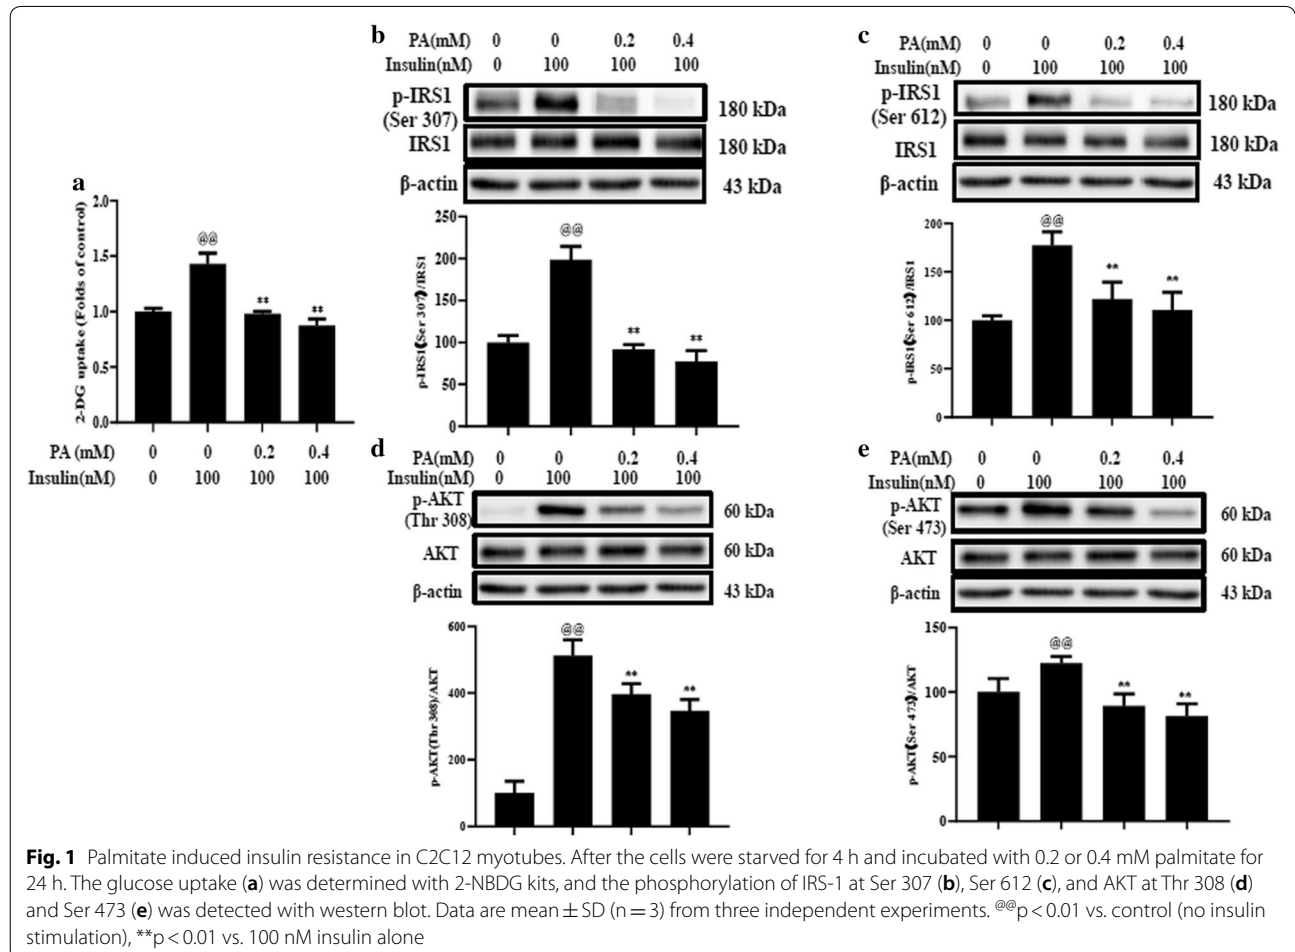 a
2-DG uptake (Folds of control)
2.0
1.5
1.0
0.5
0.0
@@
**
**
PA (mM) 0 0 0.2 0.4
Insulin(nM) 0 100 100 100
b
PA(mM) 0 0 0.2 0.4
Insulin(nM) 0 100 100 100
p-IRS1
(Ser 307)
180 kDa
IRS1 180 kDa
β-actin 43 kDa
p-IRS1(Ser 307)/IRS1
250
200
150
100
50
0
@@
**
**
c
PA(mM) 0 0 0.2 0.4
Insulin(nM) 0 100 100 100
p-IRS1
(Ser 612)
180 kDa
IRS1 180 kDa
β-actin 43 kDa
p-IRS1(Ser 612)/IRS1
200
150
100
50
0
@@
**
**
d
PA(mM) 0 0 0.2 0.4
Insulin(nM) 0 100 100 100
p-AKT
(Thr 308)
60 kDa
AKT 60 kDa
β-actin 43 kDa
p-AKT(Thr 308)/AKT
600
400
200
0
@@
**
**
e
PA(mM) 0 0 0.2 0.4
Insulin(nM) 0 100 100 100
p-AKT
(Ser 473)
60 kDa
AKT 60 kDa
β-actin 43 kDa
p-AKT(Ser 473)/AKT
150
100
50
0
@@
**
**
Fig. 1 Palmitate induced insulin resistance in C2C12 myotubes. After the cells were starved for 4 h and incubated with 0.2 or 0.4 mM palmitate for
24 h. The glucose uptake (a) was determined with 2-NBDG kits, and the phosphorylation of IRS-1 at Ser 307 (b), Ser 612 (c), and AKT at Thr 308 (d)
and Ser 473 (e) was detected with western blot. Data are mean ± SD (n = 3) from three independent experiments. @@p < 0.01 vs. control (no insulin
stimulation), **p < 0.01 vs. 100 nM insulin alone